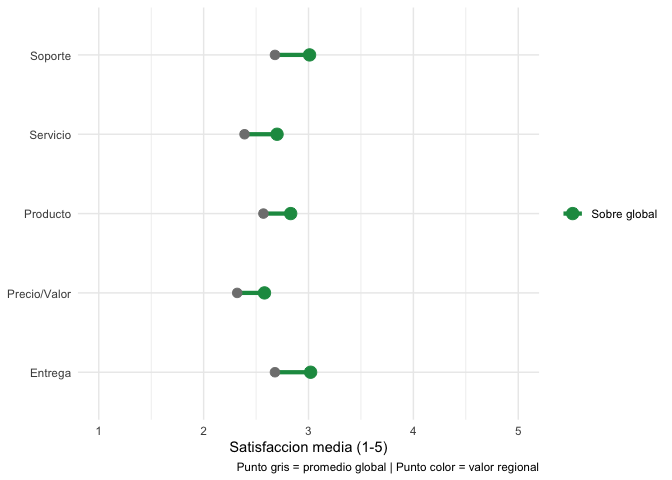 Soporte
Servicio
Producto
Precio/Valor
Entrega
Sobre global
1 2 3 4 5
Satisfaccion media (1-5)
Punto gris = promedio global | Punto color = valor regional